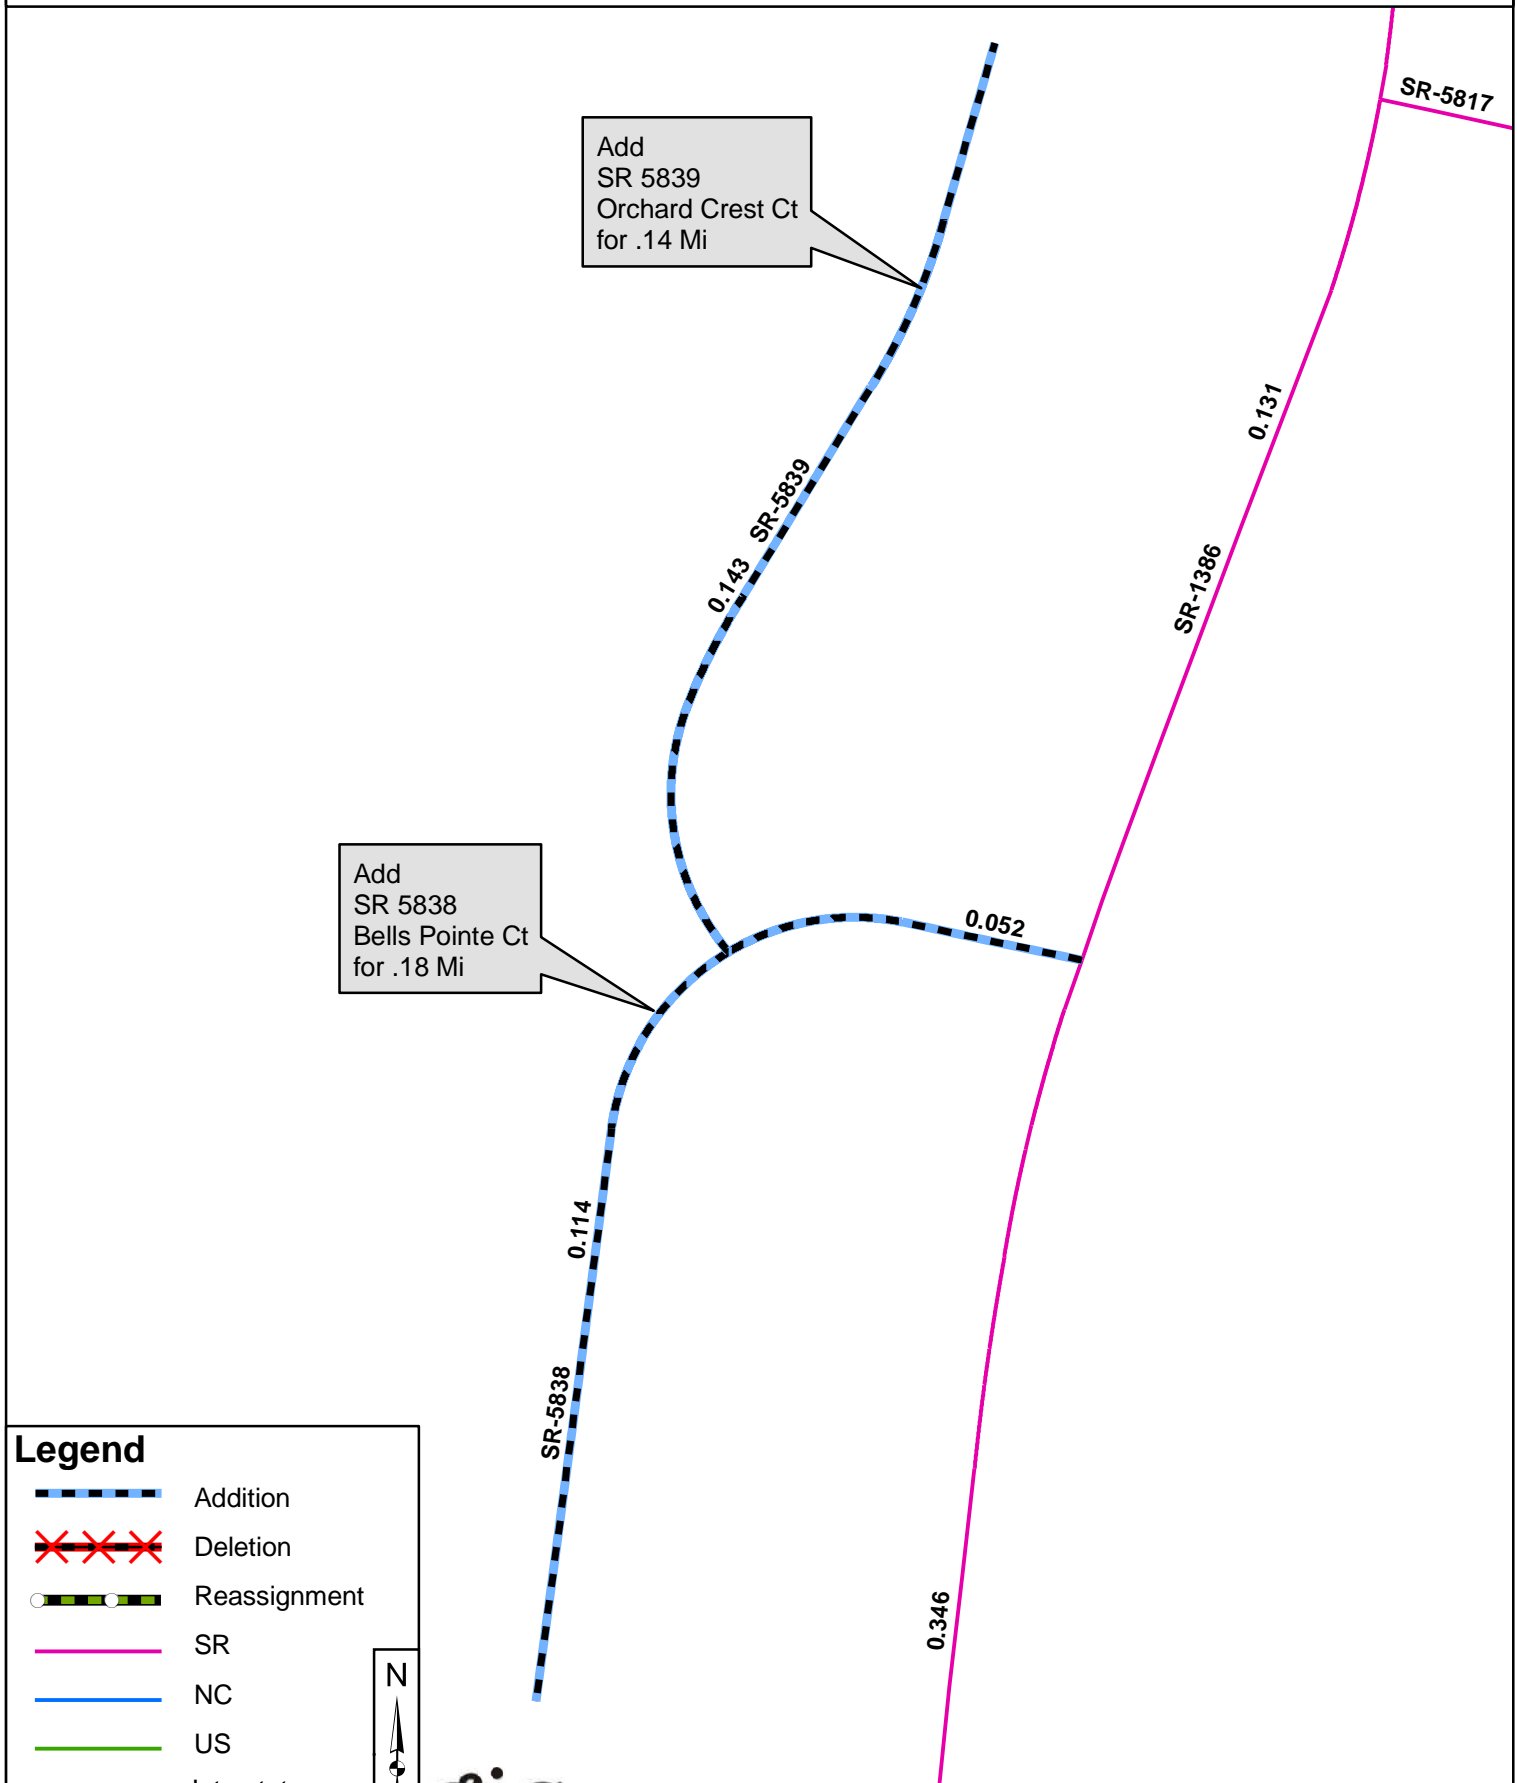 SR-5817
Add
SR 5839
Orchard Crest Ct
for .14 Mi
0.131
SR-5839
0.143
SR-1386
Add
SR 5838
Bells Pointe Ct
for .18 Mi
0.052
0.114
SR-5838
0.346
Legend
Addition
Deletion
Reassignment
SR
NC
US
N